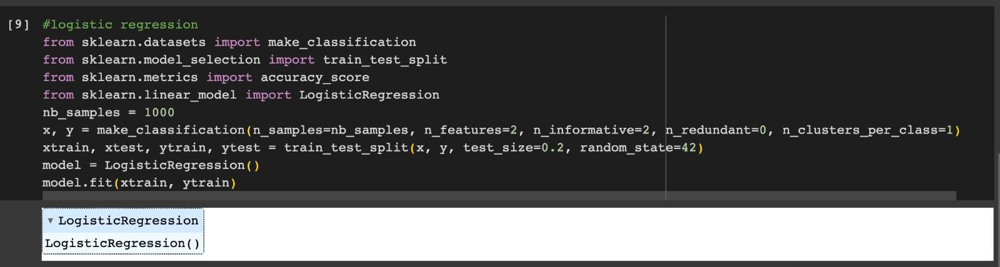 [9] #logistic regression
from sklearn.datasets import make_classification
from sklearn.model_selection import train_test_split
from sklearn.metrics import accuracy_score
from sklearn.linear_model import LogisticRegression
nb_samples = 1000
x, y = make_classification(n_samples=nb_samples, n_features=2, n_informative=2, n_redundant=0, n_clusters_per_class=1)
xtrain, xtest, ytrain, ytest = train_test_split(x, y, test_size=0.2, random_state=42)
model = LogisticRegression()
model.fit(xtrain, ytrain)
▼ LogisticRegression
LogisticRegression()